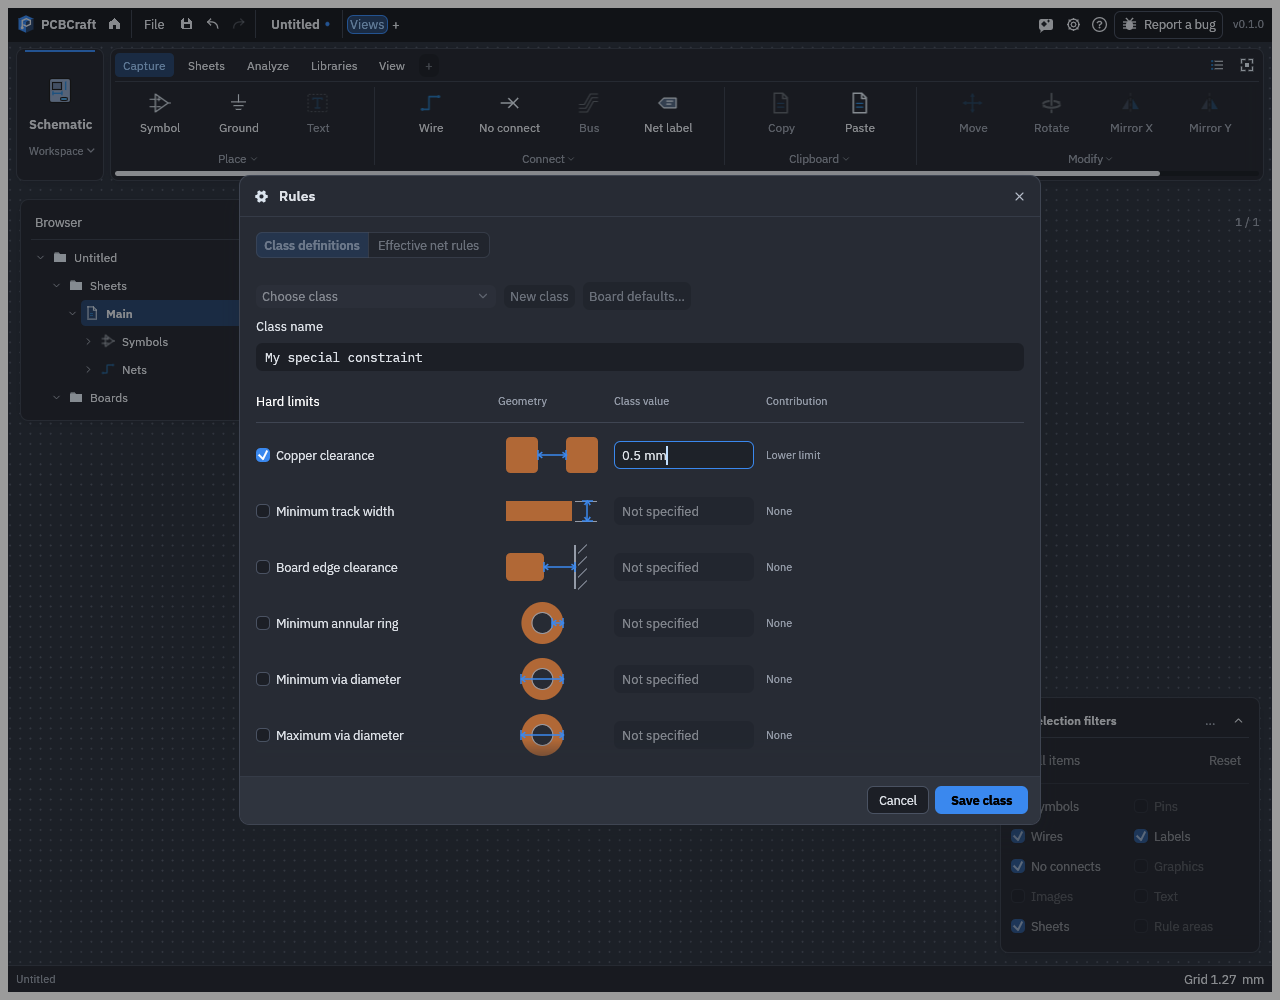 PCBCraft File Untitled Views + Report a bug v0.1.0
Capture Sheets Analyze Libraries View +
Schematic
Workspace
Symbol Ground Text Wire No connect Bus Net label Copy Paste Move Rotate Mirror X Mirror Y
Place Connect Clipboard Modify
Rules
Browser
1 / 1
Untitled
Sheets
Main
Symbols
Nets
Boards
Class definitions Effective net rules
Choose class New class Board defaults...
Class name
My special constraint
Hard limits Geometry Class value Contribution
Copper clearance 0.5 mm Lower limit
Minimum track width Not specified None
Board edge clearance Not specified None
Minimum annular ring Not specified None
Minimum via diameter Not specified None
Maximum via diameter Not specified None
Cancel Save class
election filters ...
l items Reset
ymbols Pins
Wires Labels
No connects Graphics
Images Text
Sheets Rule areas
Untitled Grid 1.27 mm